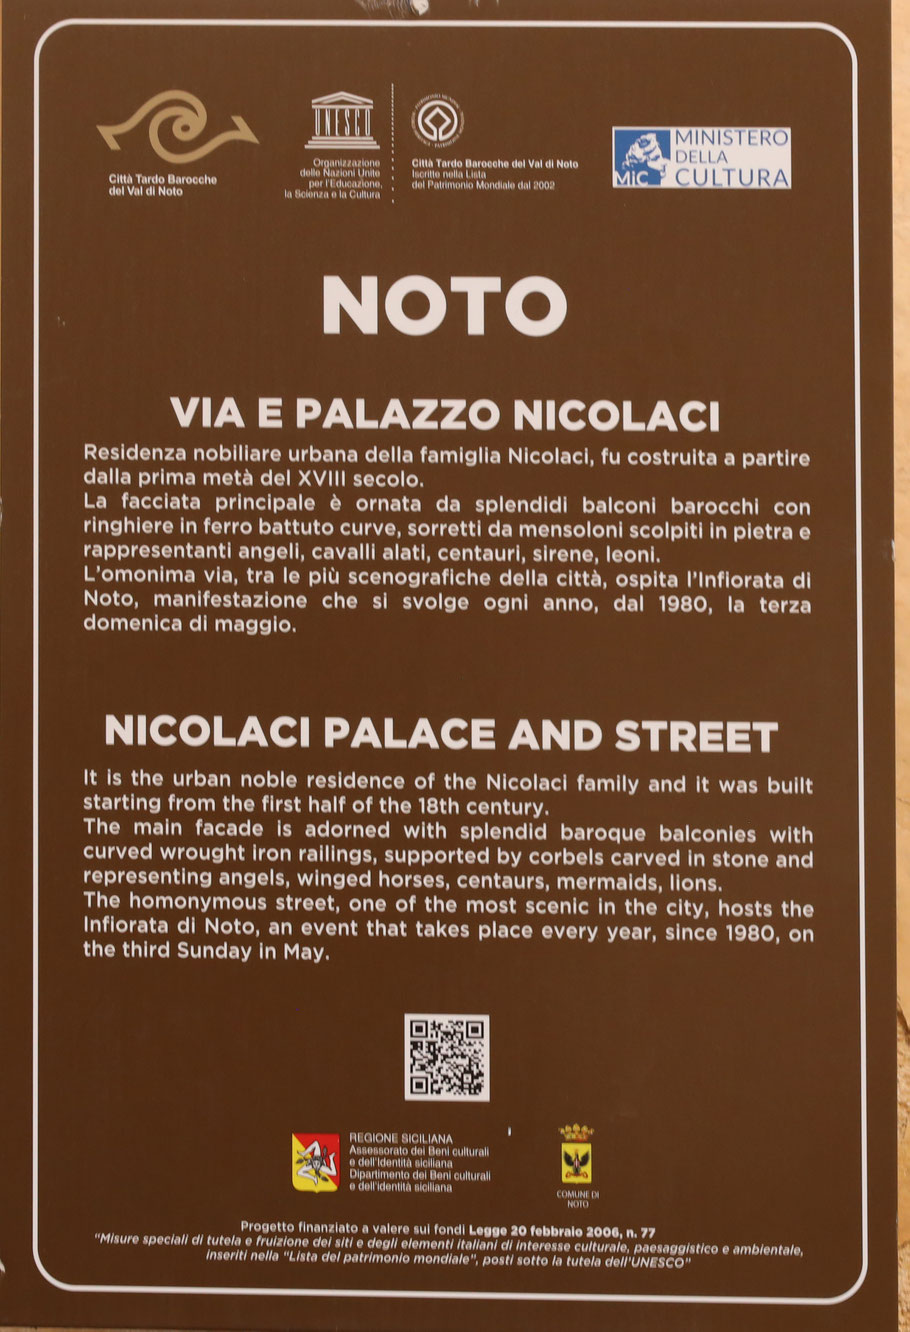 Città Tardo Barocche
del Val di Noto
UNESCO
Organizzazione
delle Nazioni Unite
per l'Educazione,
la Scienza e la Cultura
Città Tardo Barocche del Val di Noto
Iscritte nella Lista
del Patrimonio Mondiale dal 2002
MiC
MINISTERO
DELLA
CULTURA
NOTO
VIA E PALAZZO NICOLACI
Residenza nobiliare urbana della famiglia Nicolaci, fu costruita a partire
dalla prima metà del XVIII secolo.
La facciata principale è ornata da splendidi balconi barocchi con
ringhiere in ferro battuto curve, sorretti da mensoloni scolpiti in pietra e
rappresentanti angeli, cavalli alati, centauri, sirene, leoni.
L'omonima via, tra le più scenografiche della città, ospita l'Infiorata di
Noto, manifestazione che si svolge ogni anno, dal 1980, la terza
domenica di maggio.
NICOLACI PALACE AND STREET
It is the urban noble residence of the Nicolaci family and it was built
starting from the first half of the 18th century.
The main facade is adorned with splendid baroque balconies with
curved wrought iron railings, supported by corbels carved in stone and
representing angels, winged horses, centaurs, mermaids, lions.
The homonymous street, one of the most scenic in the city, hosts the
Infiorata di Noto, an event that takes place every year, since 1980, on
the third Sunday in May.
REGIONE SICILIANA
Assessorato dei Beni culturali
e dell'Identità siciliana
Dipartimento dei Beni culturali
e dell'identità siciliana
COMUNE DI
NOTO
Progetto finanziato a valere sui fondi Legge 20 febbraio 2006, n. 77
"Misure speciali di tutela e fruizione dei siti e degli elementi italiani di interesse culturale, paesaggistico e ambientale,
inseriti nella "Lista del patrimonio mondiale", posti sotto la tutela dell'UNESCO"